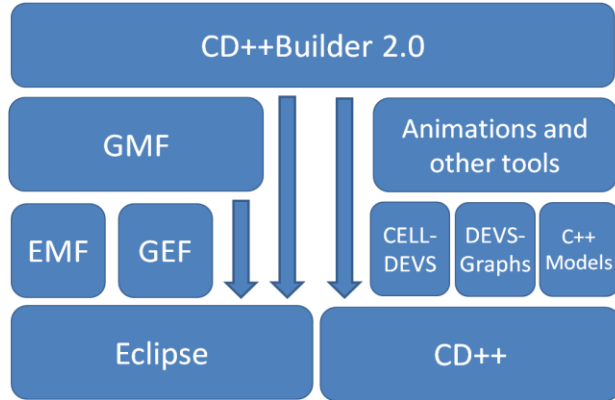 CD++Builder 2.0
GMF
Animations and
other tools
EMF
GEF
CELL-
DEVS
DEVS-
Graphs
C++
Models
Eclipse
CD++